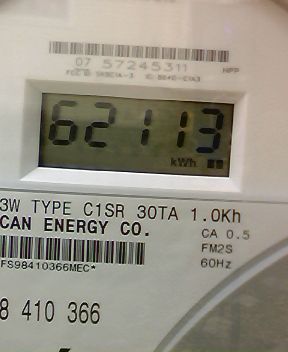 07 57245311
62113
kWh
3W TYPE C1SR 30TA 1.0Kh
CAN ENERGY CO.
CA 0.5
FM2S
60Hz
FS98410366MEC*
8 410 366